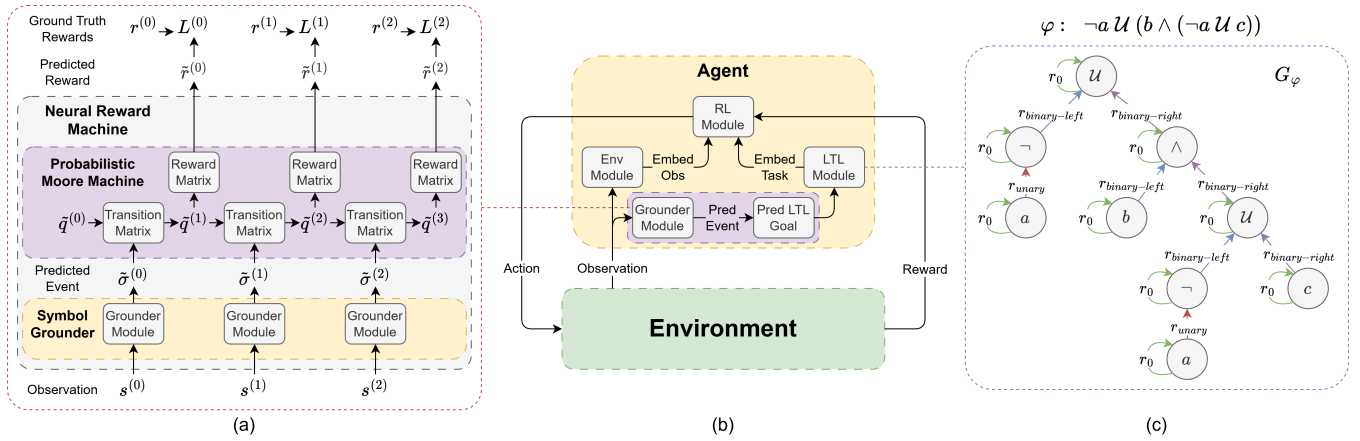 Ground Truth
Rewards
r^(0) → L^(0)
r^(1) → L^(1)
r^(2) → L^(2)
Predicted
Reward
r̃^(0)
r̃^(1)
r̃^(2)
Neural Reward
Machine
Probabilistic
Moore Machine
Reward
Matrix
Reward
Matrix
Reward
Matrix
q̃^(0)
Transition
Matrix
q̃^(1)
Transition
Matrix
q̃^(2)
Transition
Matrix
q̃^(3)
Predicted
Event
σ̃^(0)
σ̃^(1)
σ̃^(2)
Symbol
Grounder
Grounder
Module
Grounder
Module
Grounder
Module
Observation
s^(0)
s^(1)
s^(2)
(a)
Agent
RL
Module
Env
Module
Embed
Obs
Embed
Task
LTL
Module
Grounder
Module
Pred
Event
Pred LTL
Goal
Action
Observation
Reward
Environment
(b)
φ : ¬a U (b ∧ (¬a U c))
G_φ
r_0
U
r_binary−left
r_binary−right
r_0
¬
r_0
∧
r_unary
r_binary−left
r_binary−right
r_0
a
r_0
b
r_0
U
r_binary−left
r_binary−right
r_0
¬
r_0
c
r_unary
r_0
a
(c)